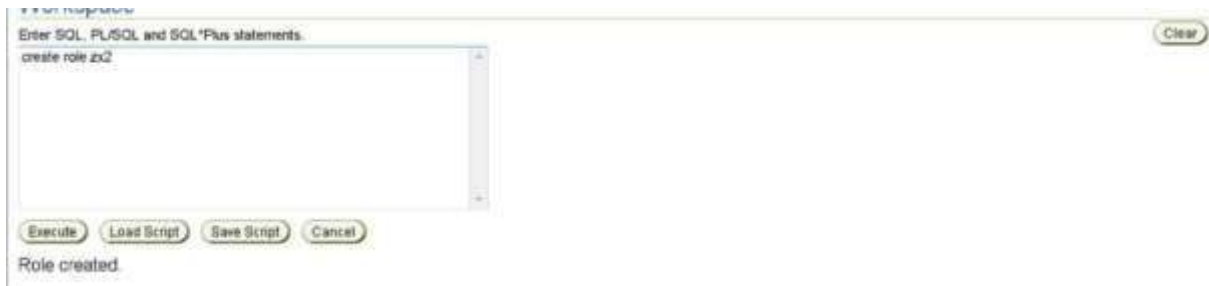 Workspace
Enter SQL, PL/SQL and SQL*Plus statements.
Clear
create role zx2
Execute
Load Script
Save Script
Cancel
Role created.